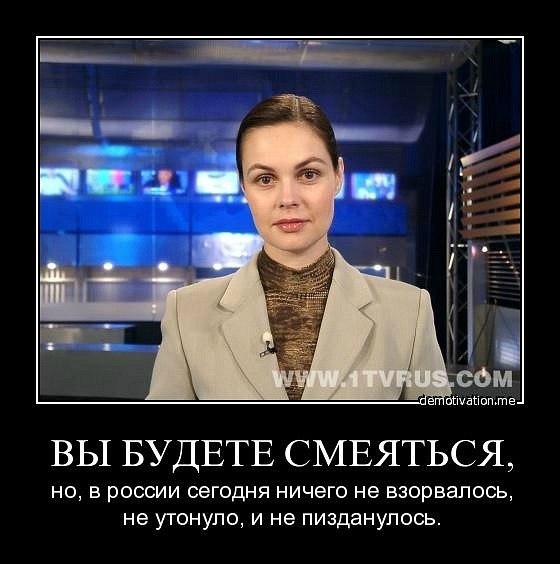 WWW.1TVRUS.COM
demotivation.me
ВЫ БУДЕТЕ СМЕЯТЬСЯ,
но, в россии сегодня ничего не взорвалось,
не утонуло, и не пизданулось.